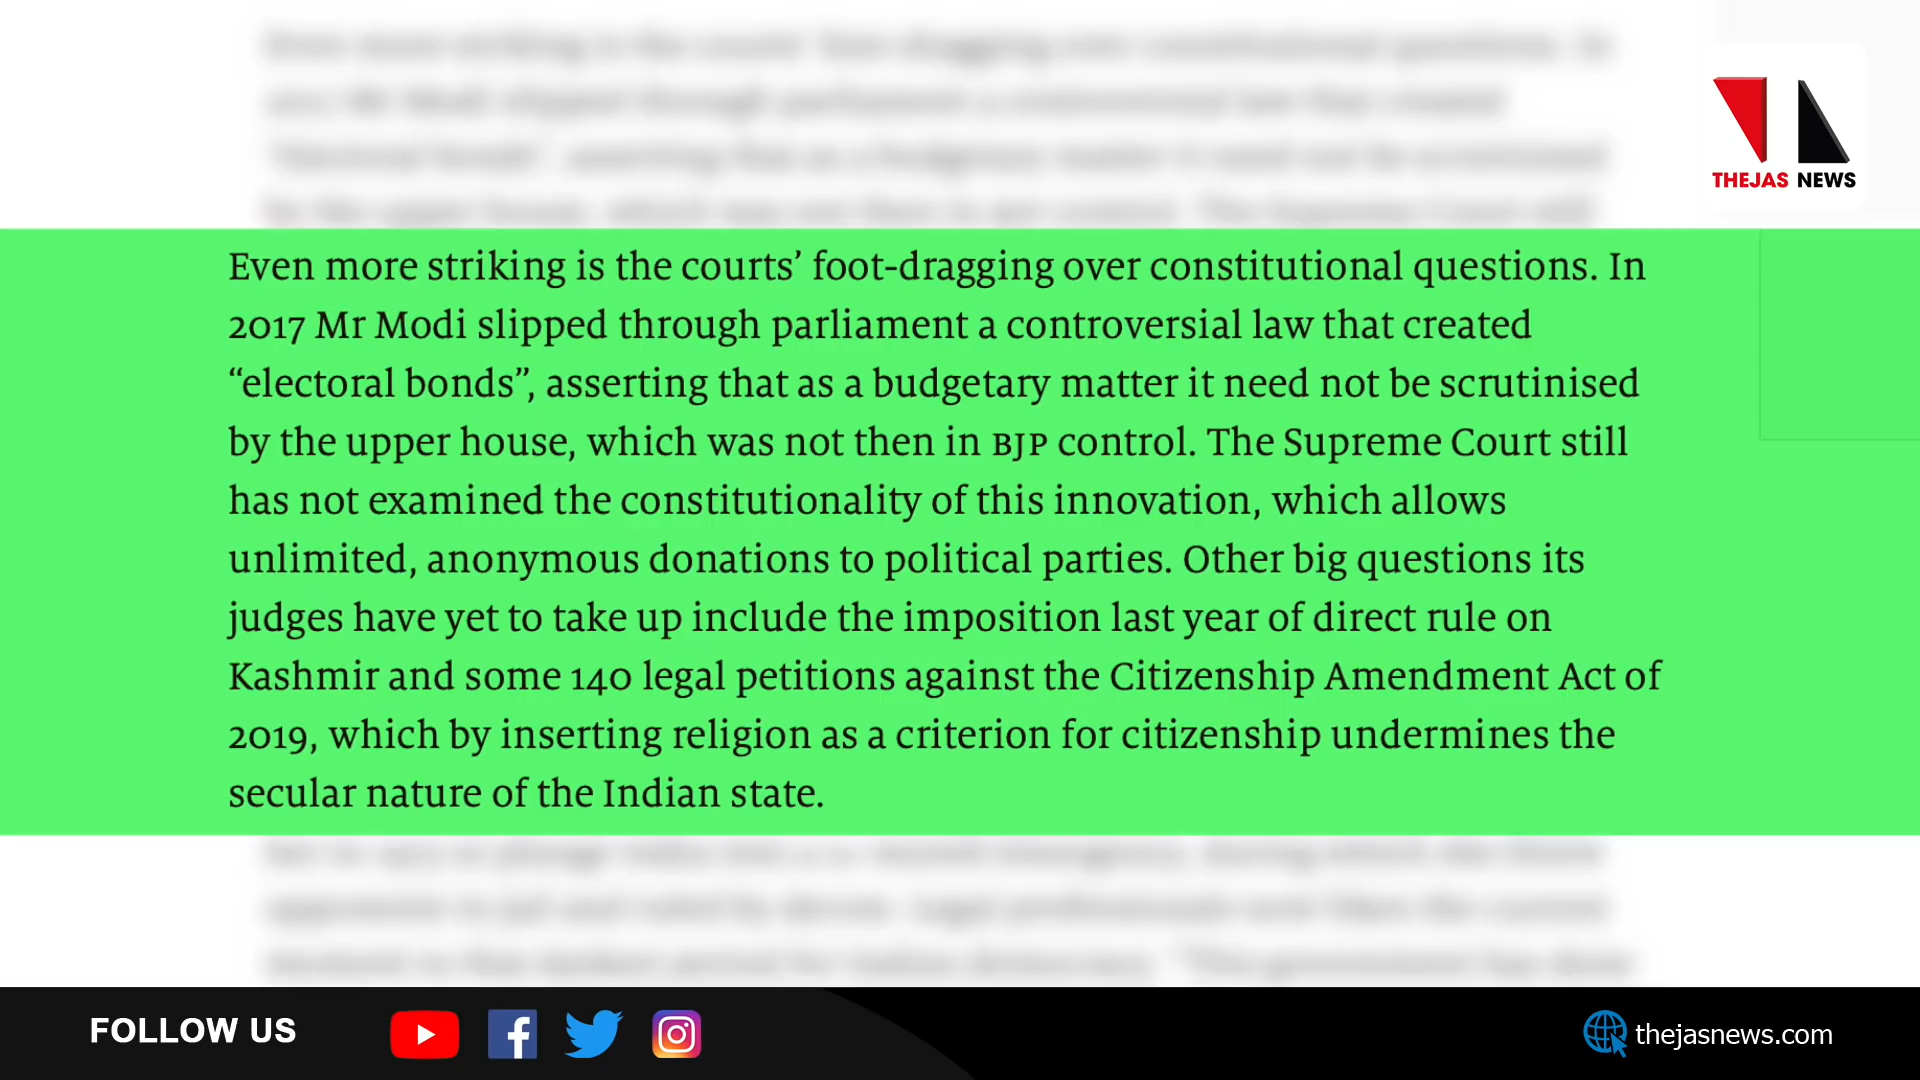 THEJAS NEWS
Even more striking is the courts’ foot-dragging over constitutional questions. In
2017 Mr Modi slipped through parliament a controversial law that created
“electoral bonds”, asserting that as a budgetary matter it need not be scrutinised
by the upper house, which was not then in BJP control. The Supreme Court still
has not examined the constitutionality of this innovation, which allows
unlimited, anonymous donations to political parties. Other big questions its
judges have yet to take up include the imposition last year of direct rule on
Kashmir and some 140 legal petitions against the Citizenship Amendment Act of
2019, which by inserting religion as a criterion for citizenship undermines the
secular nature of the Indian state.
FOLLOW US
thejasnews.com